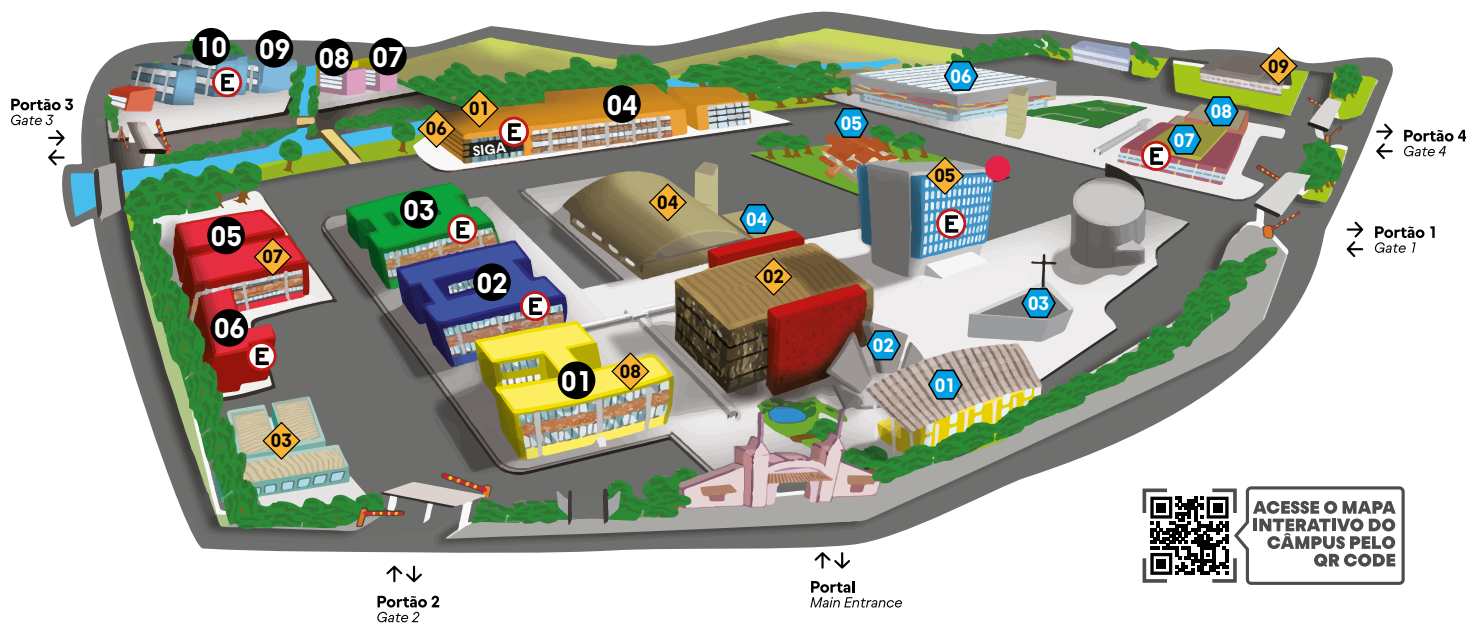 10
09
08
07
E
06
09
Portão 3
Gate 3
01
04
06
E
SIGA
05
08
07
E
Portão 4
Gate 4
05
03
04
05
E
04
E
05
07
Portão 1
Gate 1
02
02
E
03
06
E
02
01
08
01
03
ACESSE O MAPA
INTERATIVO DO
CÂMPUS PELO
QR CODE
Portão 2
Gate 2
Portal
Main Entrance